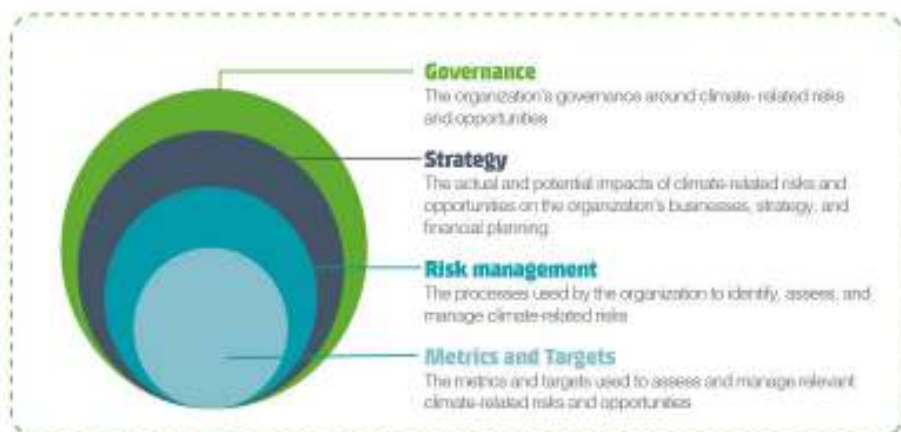 Governance
The organization's governance around climate- related risks
and opportunities
Strategy
The actual and potential impacts of climate-related risks and
opportunities on the organization's businesses, strategy, and
financial planning
Risk management
The processes used by the organization to identify, assess, and
manage climate-related risks
Metrics and Targets
The metrics and targets used to assess and manage relevant
climate-related risks and opportunities